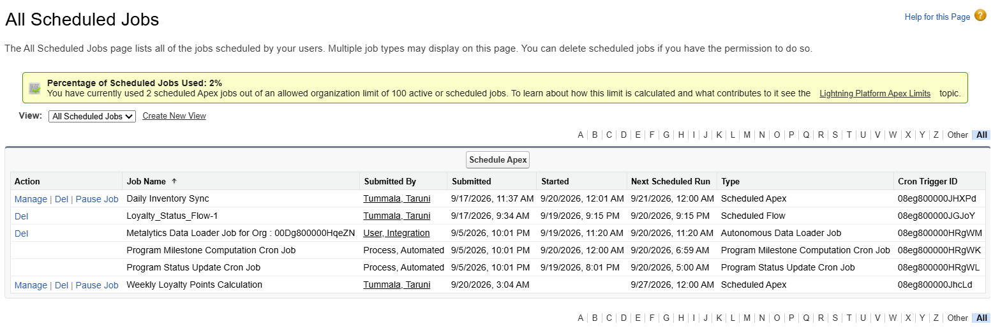 All Scheduled Jobs
Help for this Page ?
The All Scheduled Jobs page lists all of the jobs scheduled by your users. Multiple job types may display on this page. You can delete scheduled jobs if you have the permission to do so.
Percentage of Scheduled Jobs Used: 2%
You have currently used 2 scheduled Apex jobs out of an allowed organization limit of 100 active or scheduled jobs. To learn about how this limit is calculated and what contributes to it see the Lightning Platform Apex Limits topic.
View: All Scheduled Jobs Create New View
A | B | C | D | E | F | G | H | I | J | K | L | M | N | O | P | Q | R | S | T | U | V | W | X | Y | Z | Other | All
Schedule Apex
Action Job Name ↑ Submitted By Submitted Started Next Scheduled Run Type Cron Trigger ID
Manage | Del | Pause Job Daily Inventory Sync Tummala, Taruni 9/17/2026, 11:37 AM 9/20/2026, 12:01 AM 9/21/2026, 12:00 AM Scheduled Apex 08eg800000JHXPd
Del Loyalty_Status_Flow-1 Tummala, Taruni 9/17/2026, 9:34 AM 9/19/2026, 9:15 PM 9/20/2026, 9:15 PM Scheduled Flow 08eg800000JGJoY
Del Metalytics Data Loader Job for Org : 00Dg800000HqeZN User, Integration 9/5/2026, 10:01 PM 9/19/2026, 11:20 AM 9/20/2026, 11:20 AM Autonomous Data Loader Job 08eg800000HRgWM
Program Milestone Computation Cron Job Process, Automated 9/5/2026, 10:01 PM 9/20/2026, 12:00 AM 9/20/2026, 6:59 AM Program Milestone Computation Cron Job 08eg800000HRgWK
Program Status Update Cron Job Process, Automated 9/5/2026, 10:01 PM 9/19/2026, 8:01 PM 9/20/2026, 5:00 AM Program Status Update Cron Job 08eg800000HRgWL
Manage | Del | Pause Job Weekly Loyalty Points Calculation Tummala, Taruni 9/20/2026, 3:04 AM 9/27/2026, 12:00 AM Scheduled Apex 08eg800000JhcLd
A | B | C | D | E | F | G | H | I | J | K | L | M | N | O | P | Q | R | S | T | U | V | W | X | Y | Z | Other | All